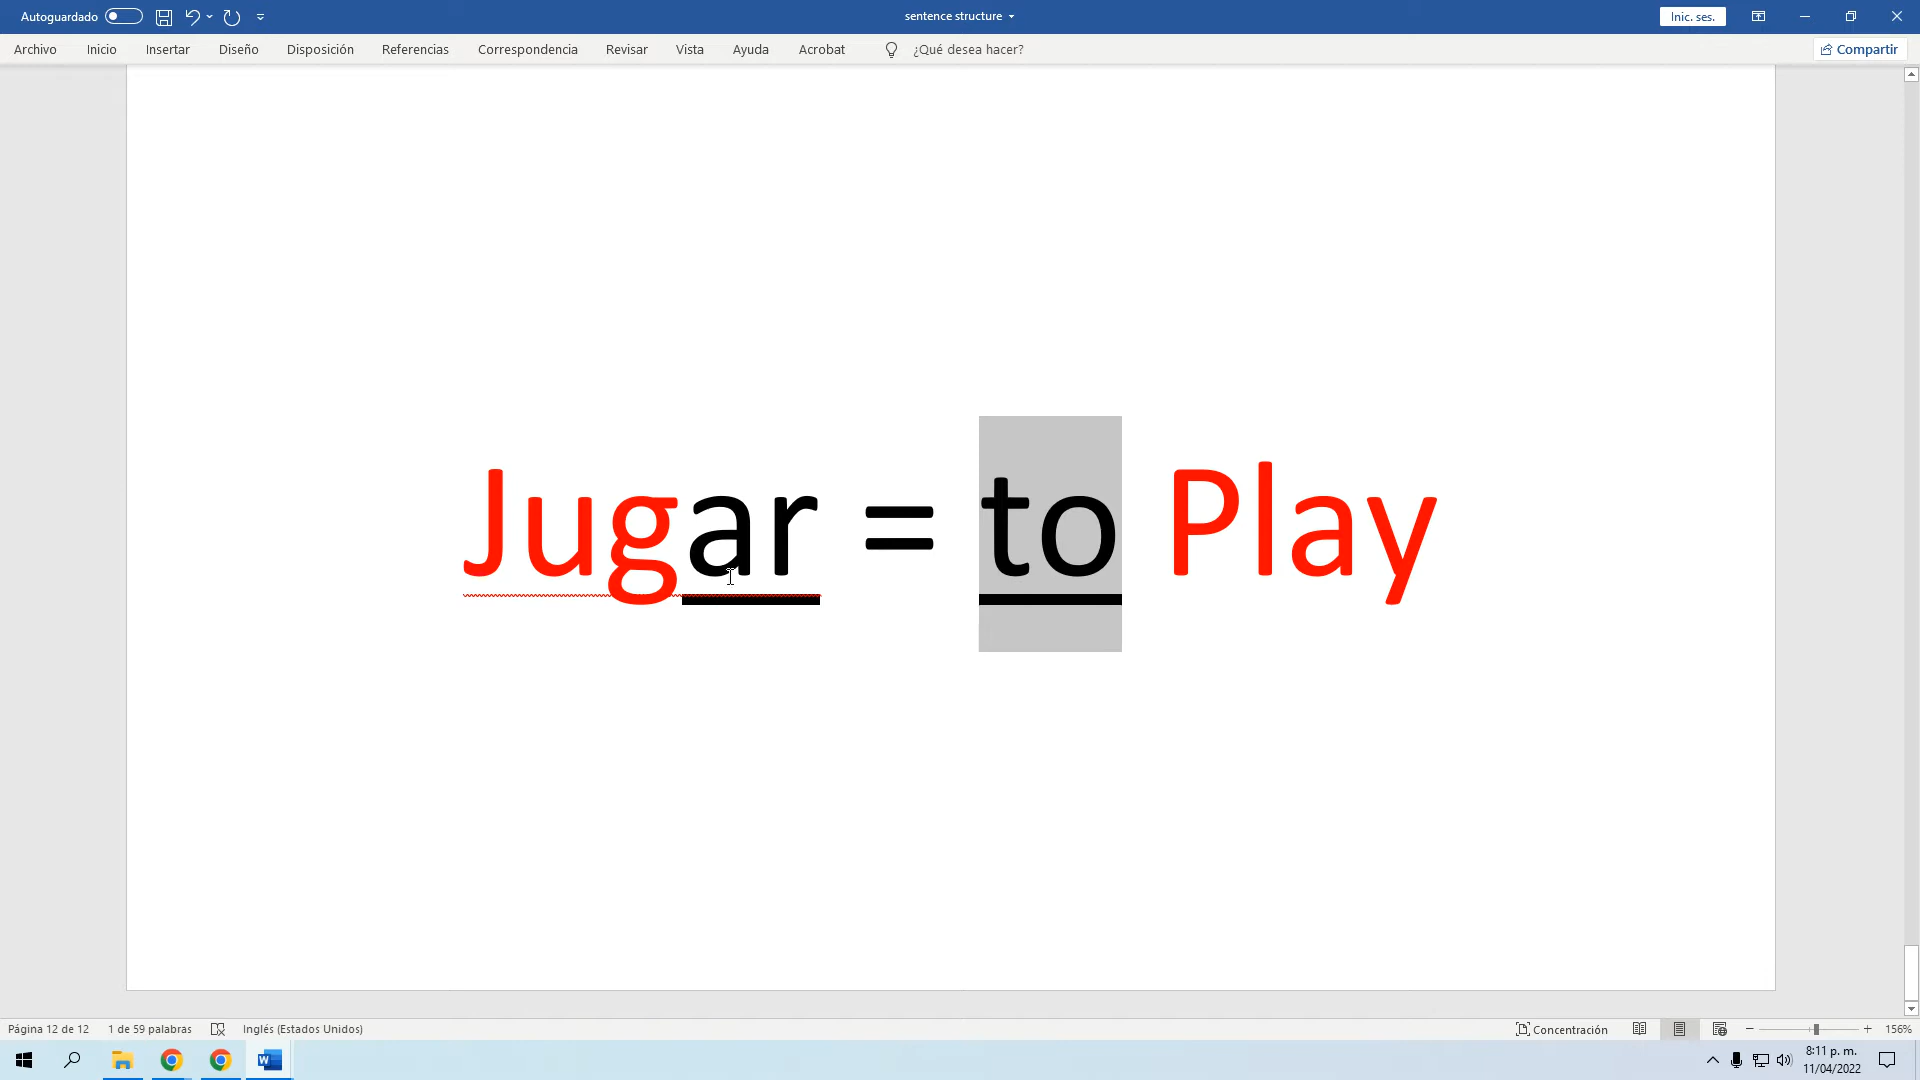 Autoguardado
sentence structure
Inic. ses.
Archivo Inicio Insertar Diseño Disposición Referencias Correspondencia Revisar Vista Ayuda Acrobat ¿Qué desea hacer? Compartir
Jugar = to Play
Página 12 de 12 1 de 59 palabras Inglés (Estados Unidos) Concentración 156%
8:11 p. m.
11/04/2022